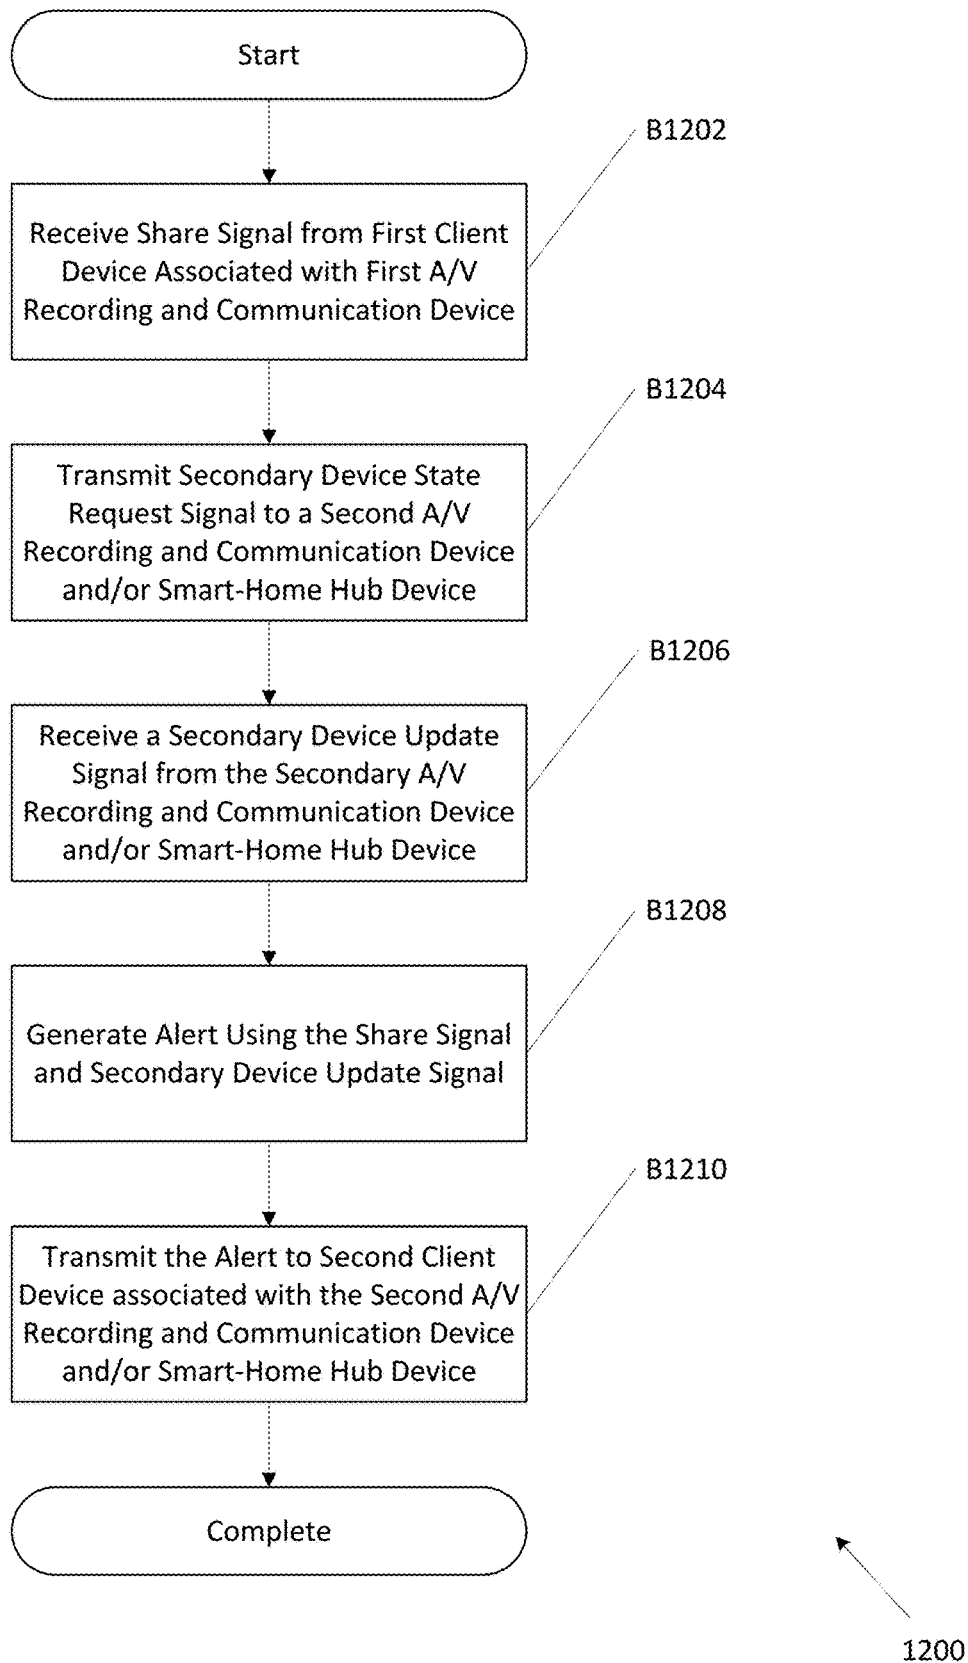 Start
B1202
Receive Share Signal from First Client
Device Associated with First A/V
Recording and Communication Device
B1204
Transmit Secondary Device State
Request Signal to a Second A/V
Recording and Communication Device
and/or Smart-Home Hub Device
B1206
Receive a Secondary Device Update
Signal from the Secondary A/V
Recording and Communication Device
and/or Smart-Home Hub Device
B1208
Generate Alert Using the Share Signal
and Secondary Device Update Signal
B1210
Transmit the Alert to Second Client
Device associated with the Second A/V
Recording and Communication Device
and/or Smart-Home Hub Device
Complete
1200